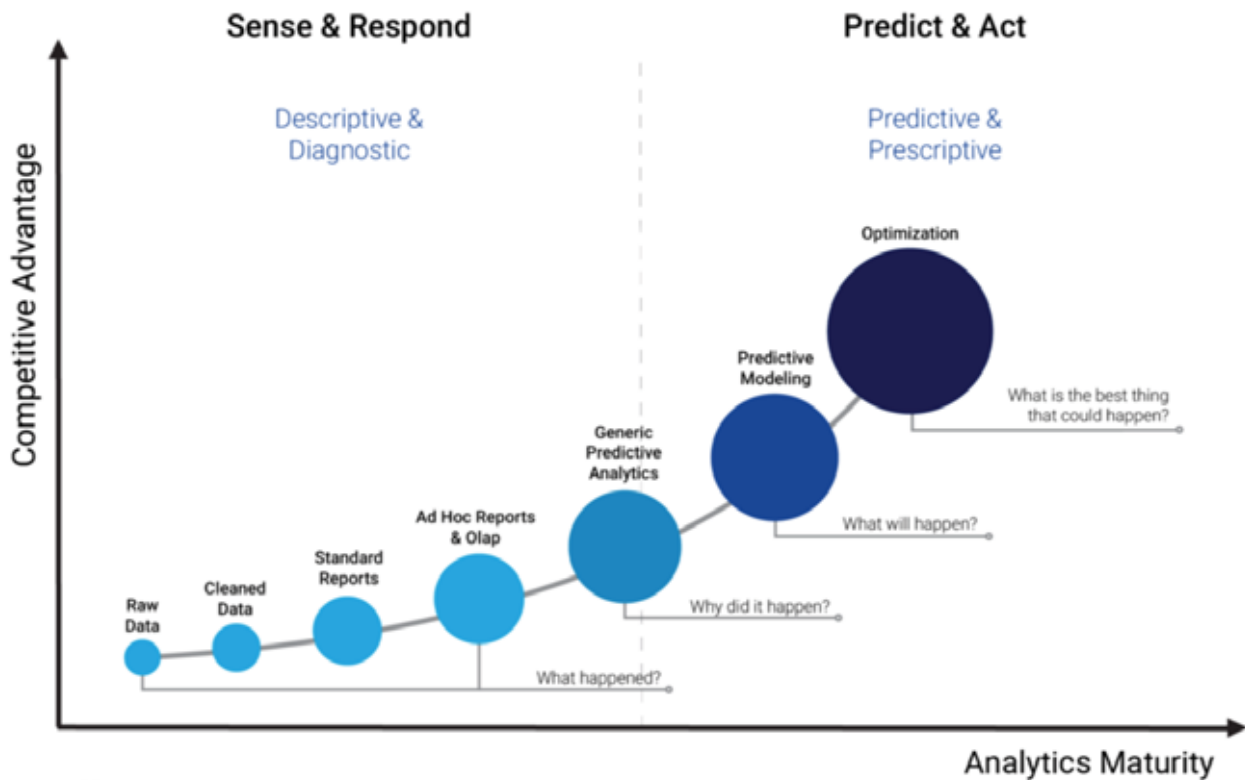 Sense & Respond
Predict & Act
Competitive Advantage
Descriptive &
Diagnostic
Predictive &
Prescriptive
Optimization
What is the best thing
that could happen?
Predictive
Modeling
What will happen?
Generic
Predictive
Analytics
Why did it happen?
Ad Hoc Reports
& Olap
Standard
Reports
Cleaned
Data
Raw
Data
What happened?
Analytics Maturity